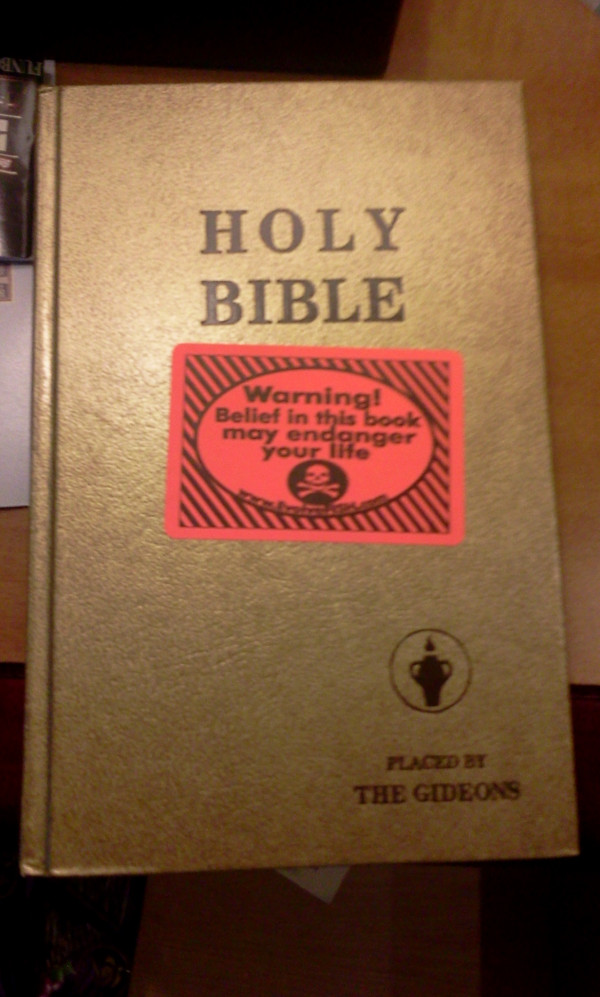 HOLY
BIBLE
Warning!
Belief in this book
may endanger
your life
PLACED BY
THE GIDEONS